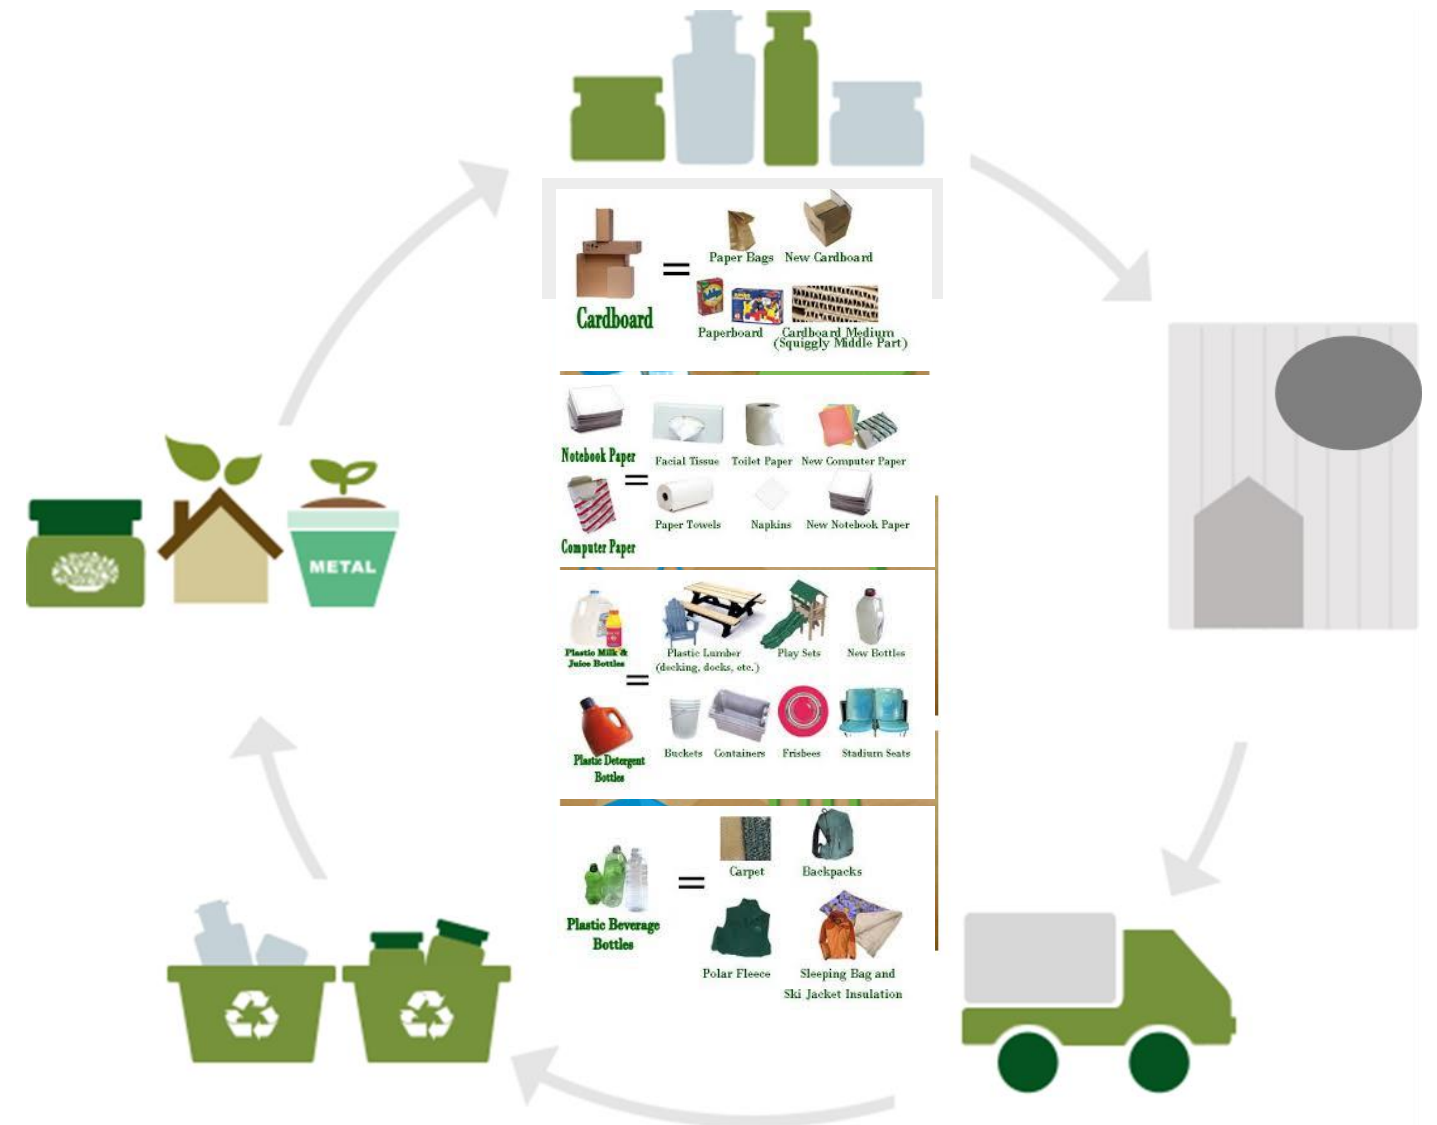 Paper Bags
New Cardboard
=
Cardboard
Paperboard
Cardboard Medium
(Squiggly Middle Part)
Notebook Paper
Facial Tissue
Toilet Paper
New Computer Paper
=
Computer Paper
Paper Towels
Napkins
New Notebook Paper
METAL
Plastic Milk &
Juice Bottles
Plastic Lumber
(decking, docks, etc.)
Play Sets
New Bottles
=
Plastic Detergent
Bottles
Buckets
Containers
Frisbees
Stadium Seats
Carpet
Backpacks
=
Plastic Beverage
Bottles
Polar Fleece
Sleeping Bag and
Ski Jacket Insulation